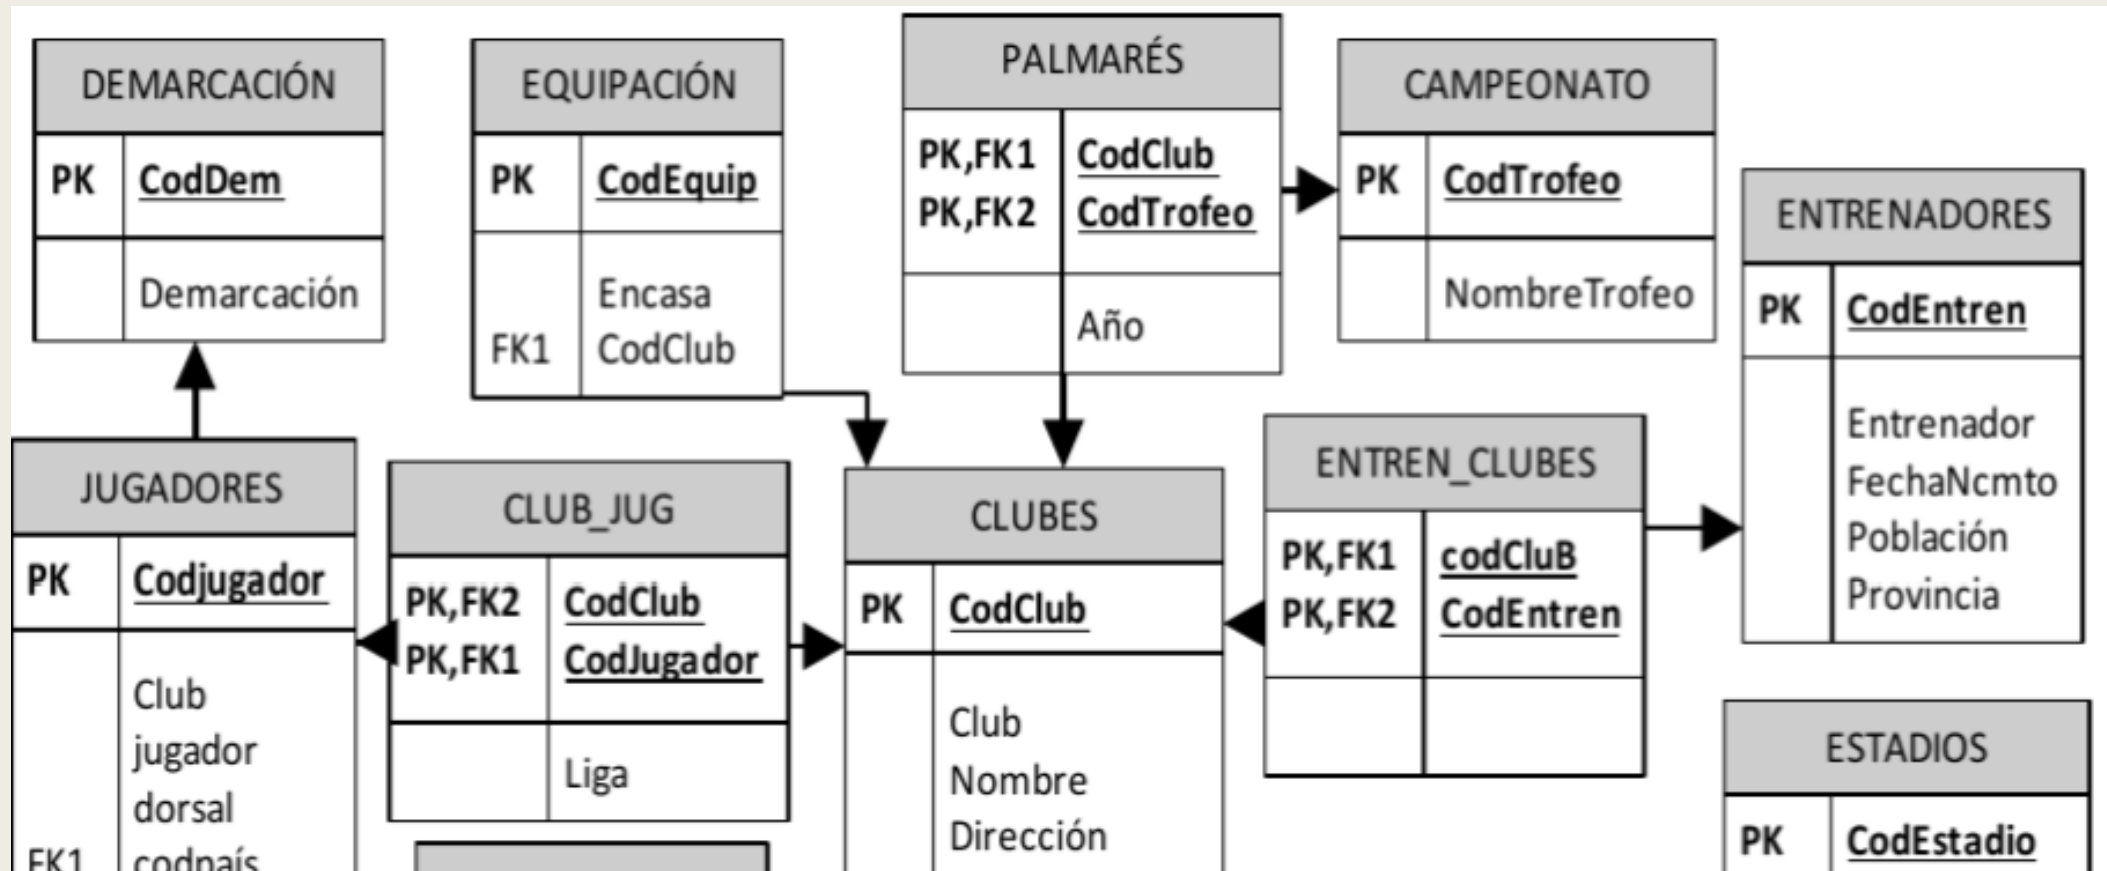 DEMARCACIÓN
PK CodDem
Demarcación
EQUIPACIÓN
PK CodEquip
Encasa
FK1 CodClub
PALMARÉS
PK,FK1 CodClub
PK,FK2 CodTrofeo
Año
CAMPEONATO
PK CodTrofeo
NombreTrofeo
ENTRENADORES
PK CodEntren
Entrenador
FechaNcmto
Población
Provincia
JUGADORES
PK Codjugador
Club
jugador
dorsal
FK1 codpaís
CLUB_JUG
PK,FK2 CodClub
PK,FK1 CodJugador
Liga
CLUBES
PK CodClub
Club
Nombre
Dirección
ENTREN_CLUBES
PK,FK1 codCluB
PK,FK2 CodEntren
ESTADIOS
PK CodEstadio